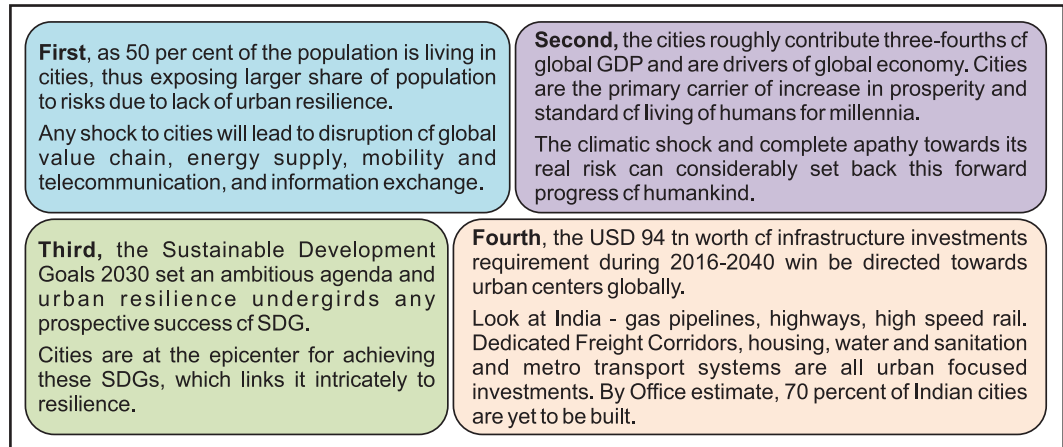 First, as 50 per cent of the population is living in
cities, thus exposing larger share of population
to risks due to lack of urban resilience.
Any shock to cities will lead to disruption cf global
value chain, energy supply, mobility and
telecommunication, and information exchange.
Second, the cities roughly contribute three-fourths cf
global GDP and are drivers of global economy. Cities
are the primary carrier of increase in prosperity and
standard cf living of humans for millennia.
The climatic shock and complete apathy towards its
real risk can considerably set back this forward
progress cf humankind.
Third, the Sustainable Development
Goals 2030 set an ambitious agenda and
urban resilience undergirds any
prospective success cf SDG.
Cities are at the epicenter for achieving
these SDGs, which links it intricately to
resilience.
Fourth, the USD 94 tn worth cf infrastructure investments
requirement during 2016-2040 win be directed towards
urban centers globally.
Look at India - gas pipelines, highways, high speed rail.
Dedicated Freight Corridors, housing, water and sanitation
and metro transport systems are all urban focused
investments. By Office estimate, 70 percent of Indian cities
are yet to be built.